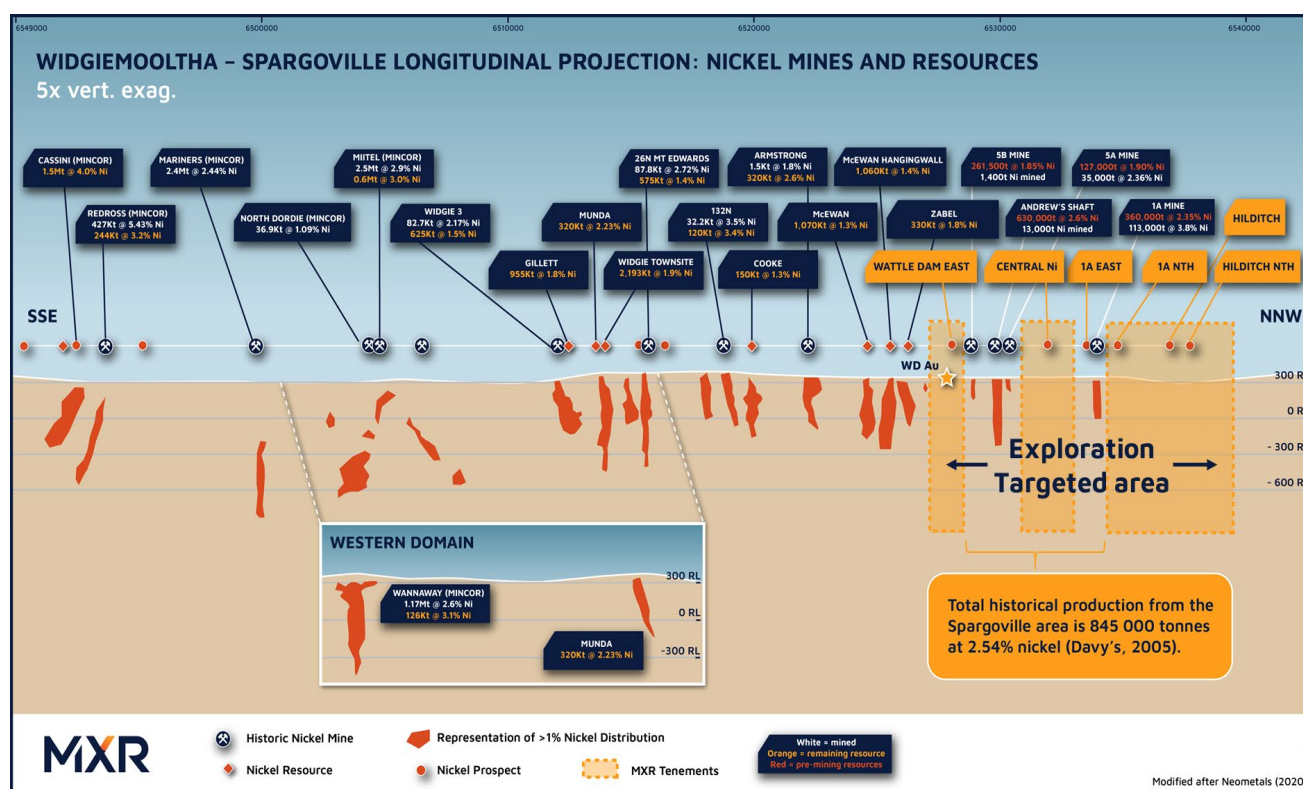 6549000
6500000
6510000
6520000
6530000
6540000
WIDGIEMOOLTHA – SPARGOVILLE LONGITUDINAL PROJECTION: NICKEL MINES AND RESOURCES
5x vert. exag.
CASSINI (MINCOR)
1.5Mt @ 4.0% Ni
MARINERS (MINCOR)
2.4Mt @ 2.44% Ni
MIITEL (MINCOR)
2.5Mt @ 2.9% Ni
0.6Mt @ 3.0% Ni
26N MT EDWARDS
87.8Kt @ 2.72% Ni
575Kt @ 1.4% Ni
ARMSTRONG
1.5Kt @ 1.8% Ni
320Kt @ 2.6% Ni
McEWAN HANGINGWALL
1,060Kt @ 1.4% Ni
5B MINE
261,500t @ 1.85% Ni
1,400t Ni mined
5A MINE
127,000t @ 1.90% Ni
35,000t @ 2.36% Ni
REDROSS (MINCOR)
427Kt @ 5.43% Ni
244Kt @ 3.2% Ni
NORTH DORDIE (MINCOR)
36.9Kt @ 1.09% Ni
WIDGIE 3
82.7Kt @ 2.17% Ni
625Kt @ 1.5% Ni
MUNDA
320Kt @ 2.23% Ni
132N
32.2Kt @ 3.5% Ni
120Kt @ 3.4% Ni
McEWAN
1,070Kt @ 1.3% Ni
ZABEL
330Kt @ 1.8% Ni
ANDREW'S SHAFT
630,000t @ 2.6% Ni
13,000t Ni mined
1A MINE
360,000t @ 2.35% Ni
113,000t @ 3.8% Ni
HILDITCH
GILLETT
955Kt @ 1.8% Ni
WIDGIE TOWNSITE
2,193Kt @ 1.9% Ni
COOKE
150Kt @ 1.3% Ni
WATTLE DAM EAST
CENTRAL Ni
1A EAST
1A NTH
HILDITCH NTH
SSE
NNW
WD Au
300 R
0 R
- 300 R
- 600 R
Exploration
Targeted area
WESTERN DOMAIN
300 RL
0 RL
-300 RL
WANNAWAY (MINCOR)
1.17Mt @ 2.6% Ni
126Kt @ 3.1% Ni
MUNDA
320Kt @ 2.23% Ni
Total historical production from the
Spargoville area is 845 000 tonnes
at 2.54% nickel (Davy's, 2005).
MXR
Historic Nickel Mine
Nickel Resource
Representation of >1% Nickel Distribution
Nickel Prospect
MXR Tenements
White = mined
Orange = remaining resource
Red = pre-mining resources
Modified after Neometals (2020